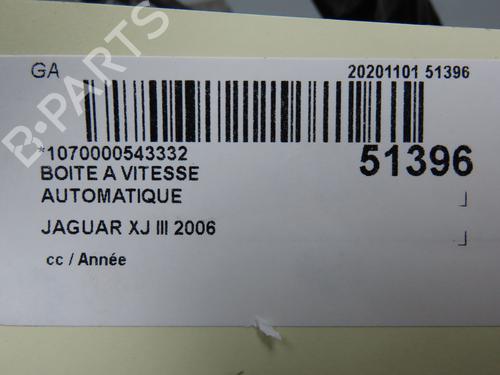 GA
20201101 51396
*1070000543332
51396
BOITE A VITESSE
AUTOMATIQUE
JAGUAR XJ III 2006
cc / Année
B-PARTS